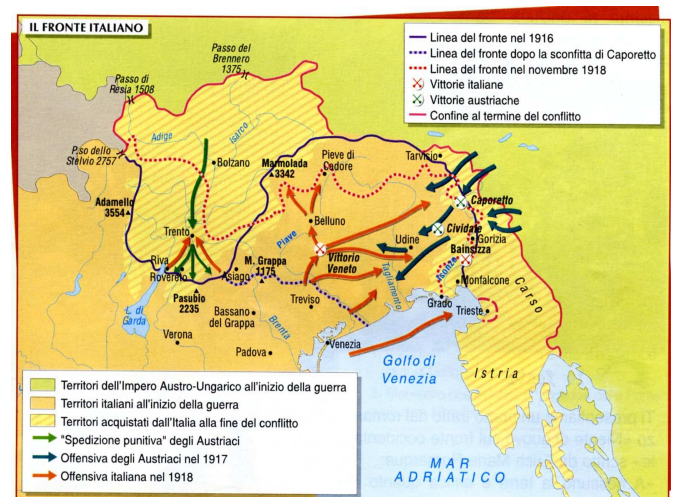 IL FRONTE ITALIANO
Linea del fronte nel 1916
Linea del fronte dopo la sconfitta di Caporetto
Linea del fronte nel novembre 1918
Vittorie italiane
Vittorie austriache
Confine al termine del conflitto
Passo del
Brennero
1375
Passo di
Resia 1508
P.so dello
Stelvio 2757
Adige
Isarco
Bolzano
Marmolada
3342
Pieve di
Cadore
Tarvisio
Adamello
3554
Trento
Belluno
Piave
Caporetto
Cividale
Udine
Gorizia
Bainsizza
Riva
Rovereto
Asiago
M. Grappa
1175
Vittorio
Veneto
Tagliamento
Isonzo
Monfalcone
Carso
Pasubio
2235
L. di
Garda
Bassano
del Grappa
Treviso
Brenta
Grado
Trieste
Verona
Padova
Venezia
Golfo di
Venezia
Istria
MAR
ADRIATICO
Territori dell'Impero Austro-Ungarico all'inizio della guerra
Territori italiani all'inizio della guerra
Territori acquistati dall'Italia alla fine del conflitto
"Spedizione punitiva" degli Austriaci
Offensiva degli Austriaci nel 1917
Offensiva italiana nel 1918